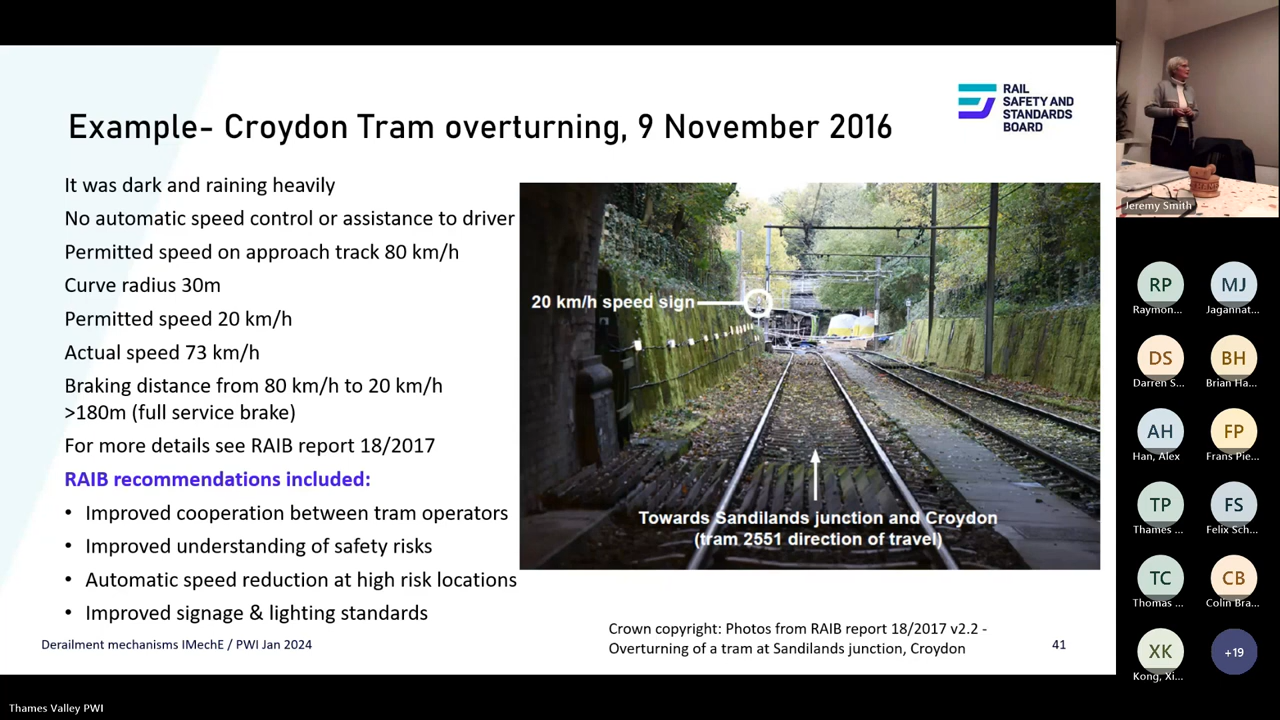 Example- Croydon Tram overturning, 9 November 2016
RAIL
SAFETY AND
STANDARDS
BOARD
It was dark and raining heavily
No automatic speed control or assistance to driver
Permitted speed on approach track 80 km/h
Curve radius 30m
Permitted speed 20 km/h
Actual speed 73 km/h
Braking distance from 80 km/h to 20 km/h
>180m (full service brake)
For more details see RAIB report 18/2017
RAIB recommendations included:
• Improved cooperation between tram operators
• Improved understanding of safety risks
• Automatic speed reduction at high risk locations
• Improved signage & lighting standards
20 km/h speed sign
Towards Sandilands junction and Croydon
(tram 2551 direction of travel)
Derailment mechanisms IMechE / PWI Jan 2024
Crown copyright: Photos from RAIB report 18/2017 v2.2 -
Overturning of a tram at Sandilands junction, Croydon
41
Jeremy Smith
RP
Raymon...
MJ
Jagannat...
DS
Darren S...
BH
Brian Ha...
AH
Han, Alex
FP
Frans Pie...
TP
Thames ...
FS
Felix Sch...
TC
Thomas ...
CB
Colin Bra...
XK
Kong, Xi...
+19
Thames Valley PWI